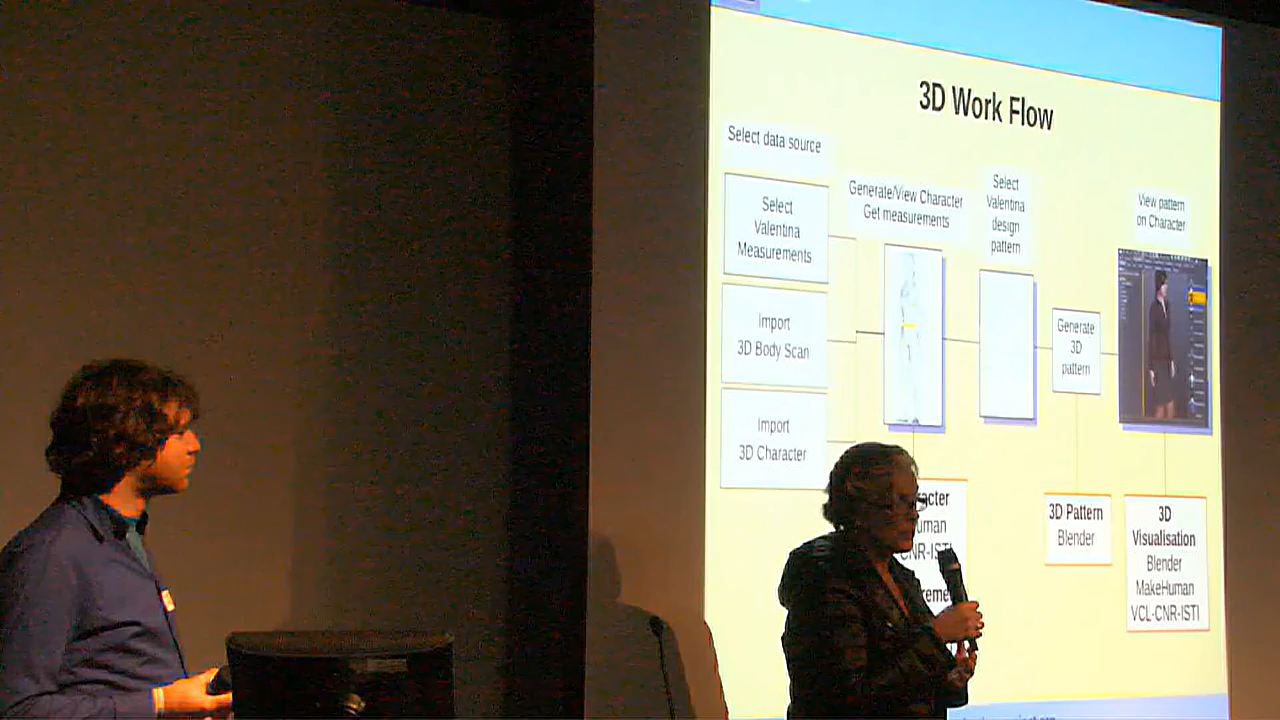 3D Work Flow
Select data source
Select
Valentina
Measurements
Import
3D Body Scan
Import
3D Character
Generate/View Character
Get measurements
Select
Valentina
design
pattern
Generate
3D
pattern
View pattern
on Character
CNR-ISTI
3D Pattern
Blender
3D
Visualisation
Blender
MakeHuman
VCL-CNR-ISTI